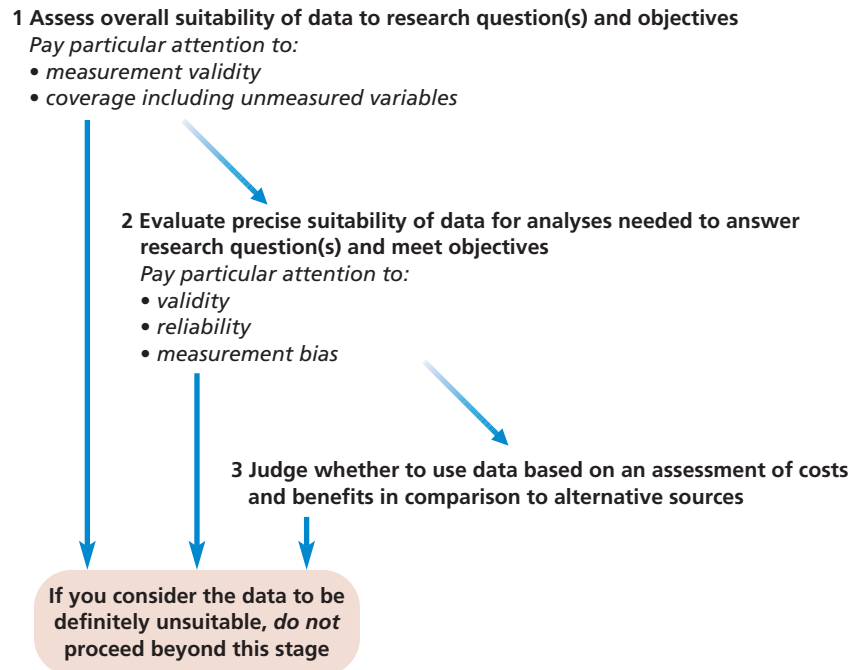 1 Assess overall suitability of data to research question(s) and objectives
Pay particular attention to:
• measurement validity
• coverage including unmeasured variables
2 Evaluate precise suitability of data for analyses needed to answer
research question(s) and meet objectives
Pay particular attention to:
• validity
• reliability
• measurement bias
3 Judge whether to use data based on an assessment of costs
and benefits in comparison to alternative sources
If you consider the data to be
definitely unsuitable, do not
proceed beyond this stage